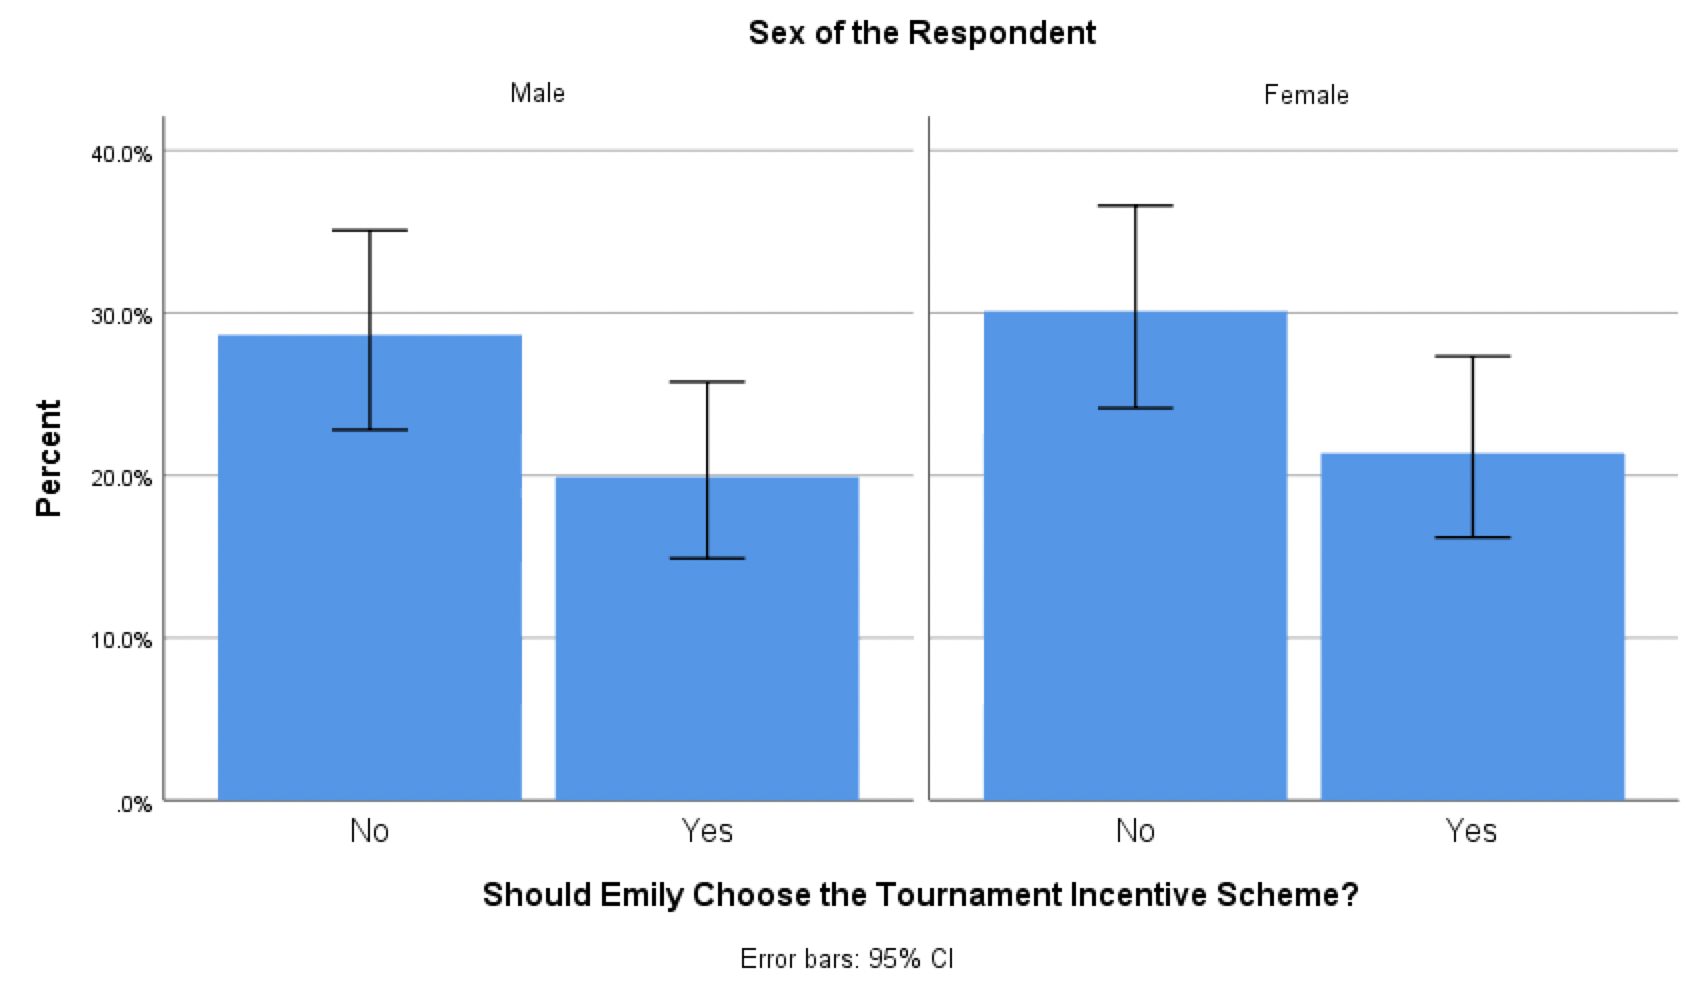 Sex of the Respondent
Male
Female
40.0%
30.0%
20.0%
10.0%
.0%
Percent
No
Yes
No
Yes
Should Emily Choose the Tournament Incentive Scheme?
Error bars: 95% CI